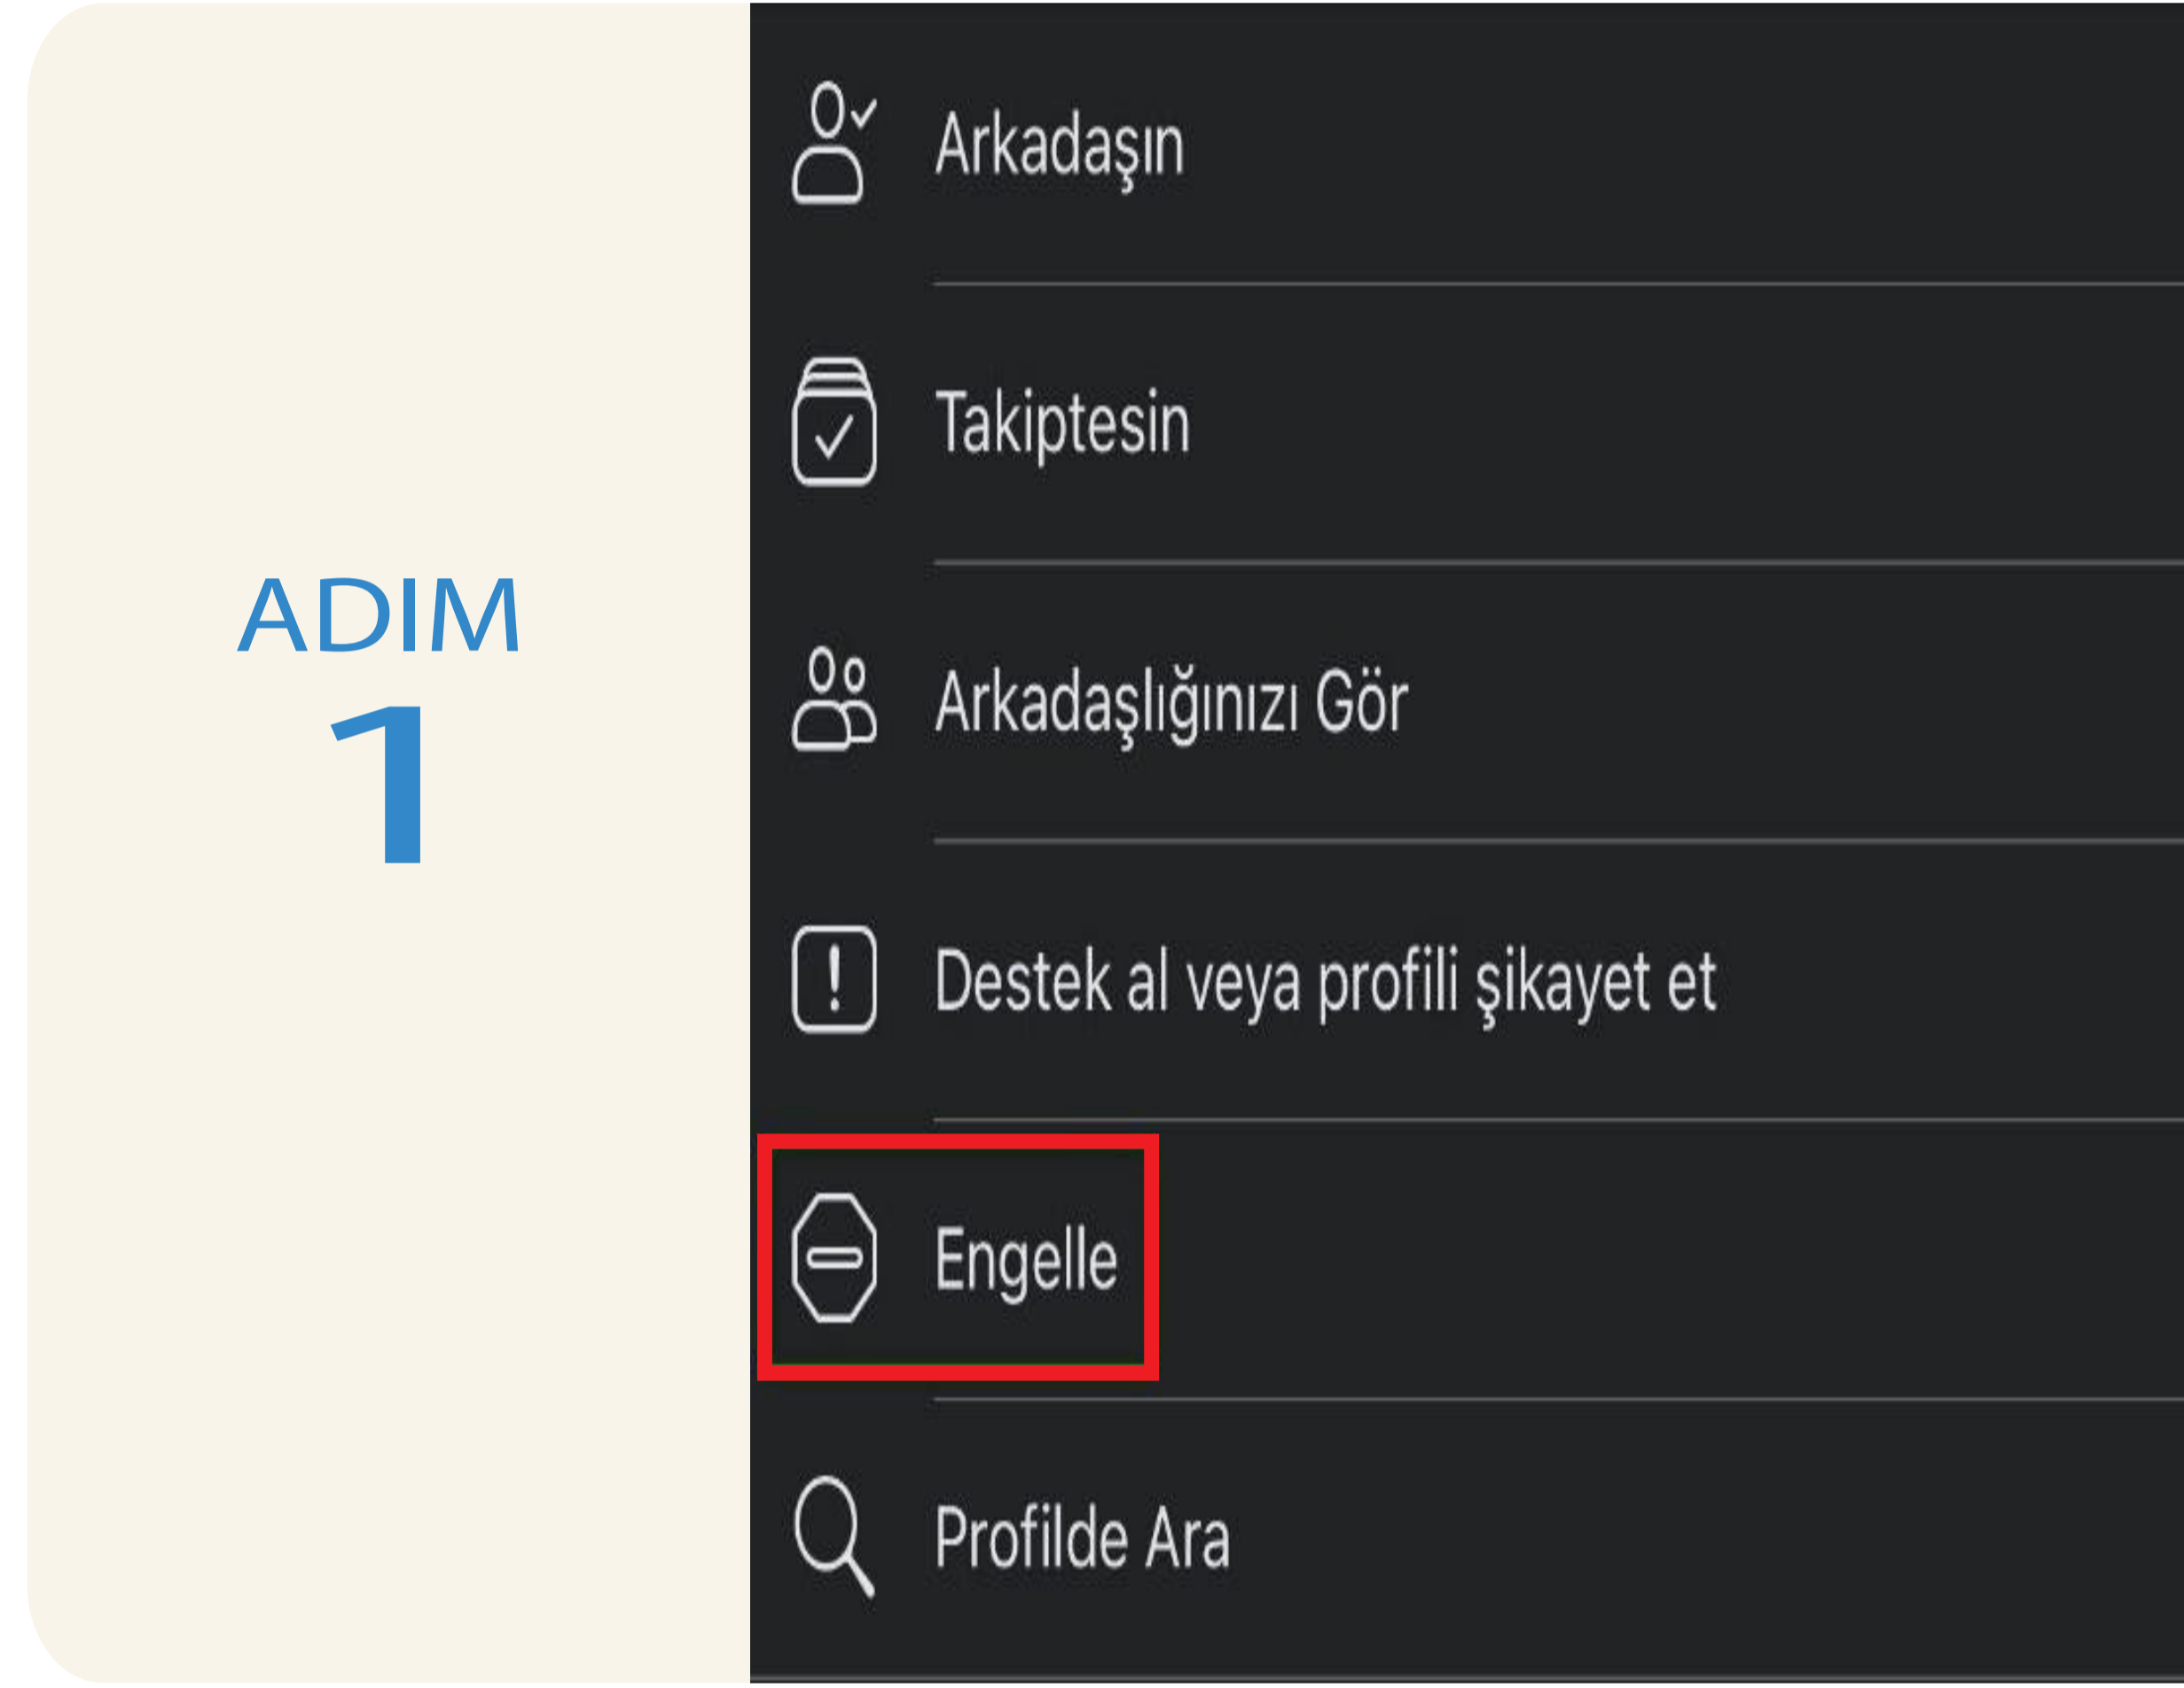 ADIM
1
Arkadaşın
Takiptesin
Arkadaşlığınızı Gör
Destek al veya profili şikayet et
Engelle
Profilde Ara